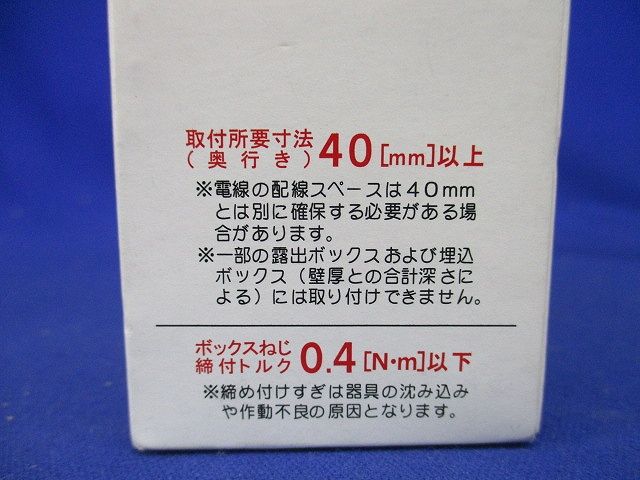 取付所要寸法
(奥行き) 40[mm]以上
※電線の配線スペースは40mm
とは別に確保する必要がある場
合があります。
※一部の露出ボックスおよび埋込
ボックス(壁厚との合計深さに
よる)には取り付けできません。
ボックスねじ
締付トルク 0.4[N·m]以下
※締め付けすぎは器具の沈み込み
や作動不良の原因となります。